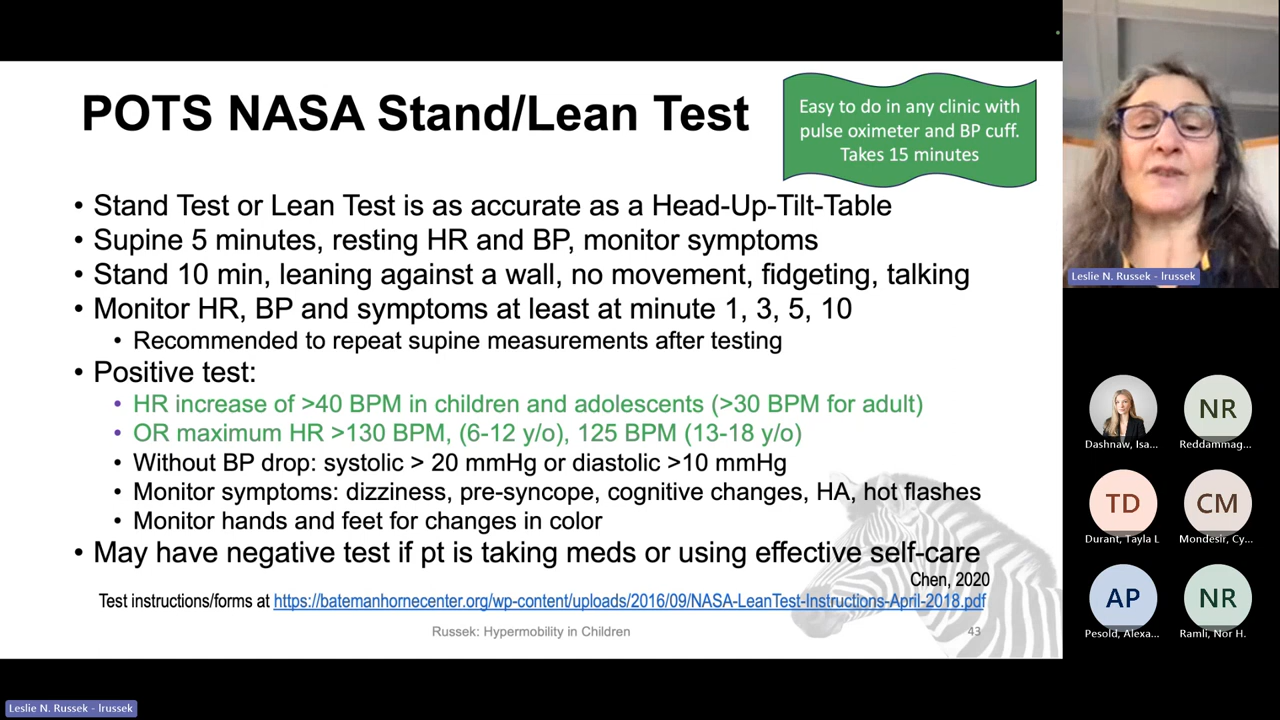 POTS NASA Stand/Lean Test
Easy to do in any clinic with
pulse oximeter and BP cuff.
Takes 15 minutes
• Stand Test or Lean Test is as accurate as a Head-Up-Tilt-Table
• Supine 5 minutes, resting HR and BP, monitor symptoms
• Stand 10 min, leaning against a wall, no movement, fidgeting, talking
• Monitor HR, BP and symptoms at least at minute 1, 3, 5, 10
• Recommended to repeat supine measurements after testing
• Positive test:
• HR increase of >40 BPM in children and adolescents (>30 BPM for adult)
• OR maximum HR >130 BPM, (6-12 y/o), 125 BPM (13-18 y/o)
• Without BP drop: systolic > 20 mmHg or diastolic >10 mmHg
• Monitor symptoms: dizziness, pre-syncope, cognitive changes, HA, hot flashes
• Monitor hands and feet for changes in color
• May have negative test if pt is taking meds or using effective self-care
Chen, 2020
Test instructions/forms at https://batemanhornecenter.org/wp-content/uploads/2016/09/NASA-LeanTest-Instructions-April-2018.pdf
Russek: Hypermobility in Children
43
Leslie N. Russek - lrussek
Dashnaw, Isa...
NR
Reddammag...
TD
Durant, Tayla L
CM
Mondesir, Cy...
AP
Pesold, Alexa...
NR
Ramli, Nor H.
Leslie N. Russek - lrussek